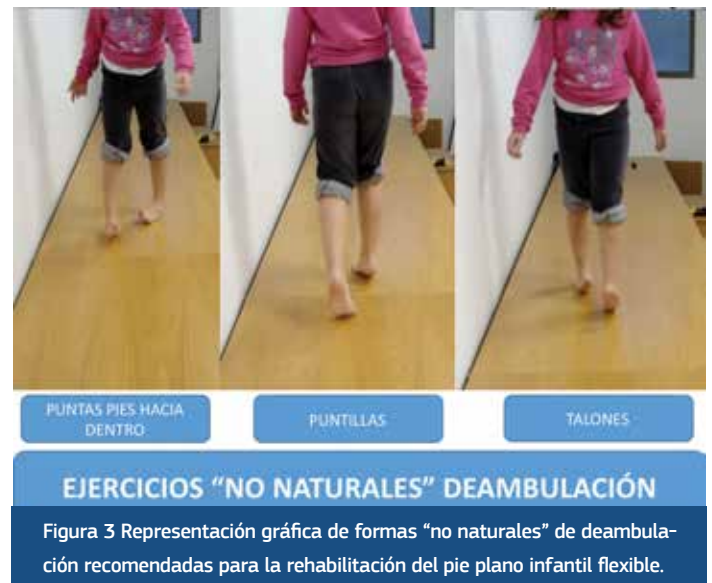 PUNTAS PIES HACIA
DENTRO
PUNTILLAS
TALONES
EJERCICIOS “NO NATURALES” DEAMBULACIÓN
Figura 3 Representación gráfica de formas “no naturales” de deambula-
ción recomendadas para la rehabilitación del pie plano infantil flexible.